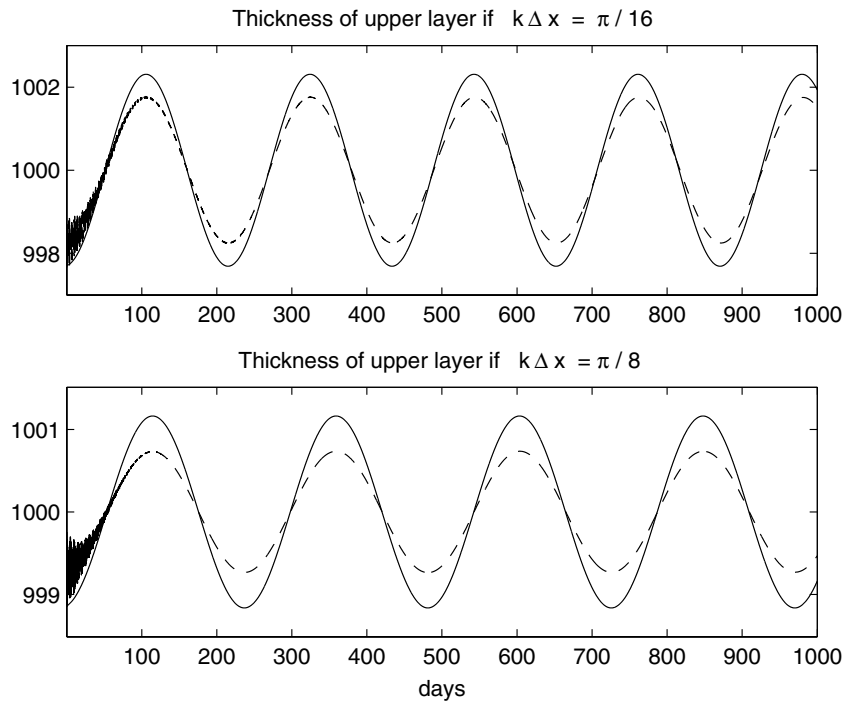 Thickness of upper layer if k Δ x = π / 16
1002
1000
998
100 200 300 400 500 600 700 800 900 1000
Thickness of upper layer if k Δ x = π / 8
1001
1000
999
100 200 300 400 500 600 700 800 900 1000
days